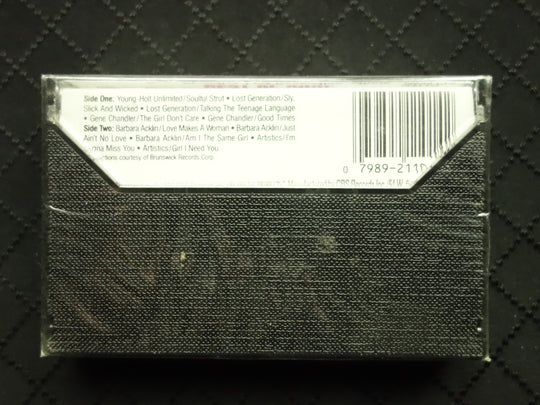 Side One: Young-Holt Unlimited/Soulful Strut • Lost Generation/Sly,
Slick And Wicked • Lost Generation/Talking The Teenage Language
• Gene Chandler/The Girl Don't Care • Gene Chandler/Good Times
Side Two: Barbara Acklin/Love Makes A Woman • Barbara Acklin/Just
Ain't No Love • Barbara Acklin/Am I The Same Girl • Artistics/I'm
Miss You • Artistics/Girl I Need You
courtesy of Brunswick Records Corp.
0 7989-211
CBS Records Inc.